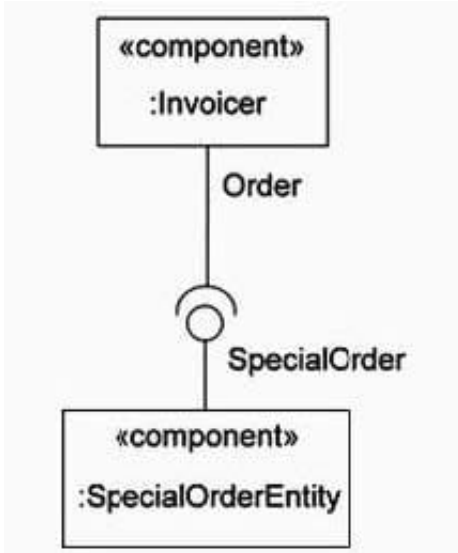 «component»
:Invoicer
Order
SpecialOrder
«component»
:SpecialOrderEntity